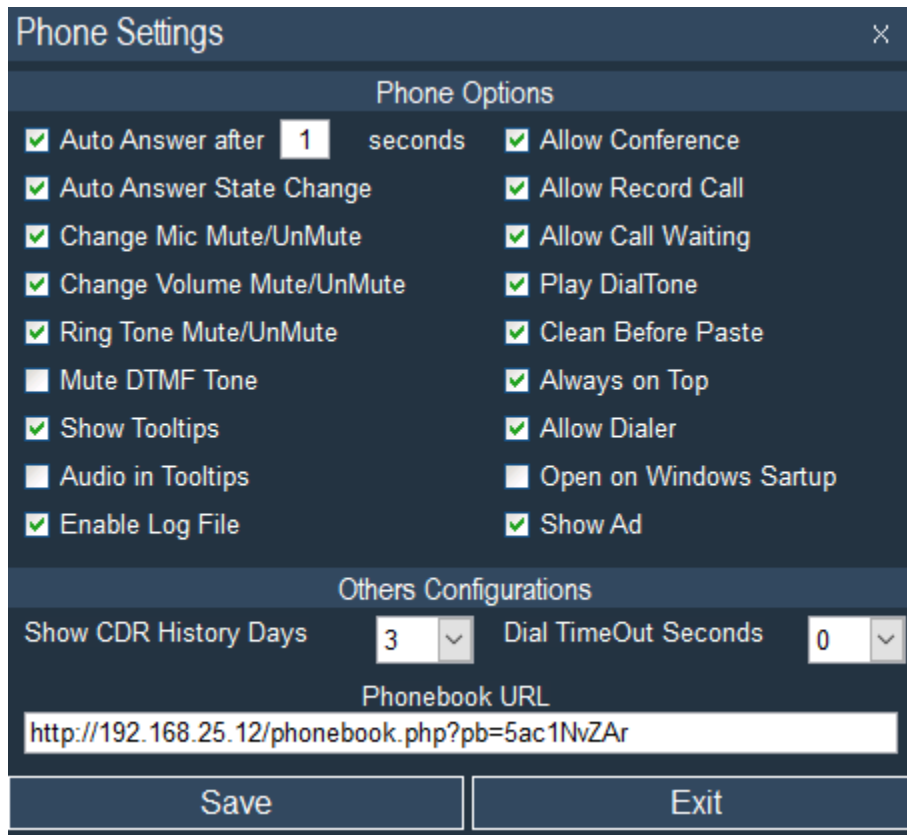 Phone Settings X
Phone Options
Auto Answer after 1 seconds
Allow Conference
Auto Answer State Change
Allow Record Call
Change Mic Mute/UnMute
Allow Call Waiting
Change Volume Mute/UnMute
Play DialTone
Ring Tone Mute/UnMute
Clean Before Paste
Mute DTMF Tone
Always on Top
Show Tooltips
Allow Dialer
Audio in Tooltips
Open on Windows Sartup
Enable Log File
Show Ad
Others Configurations
Show CDR History Days 3
Dial TimeOut Seconds 0
Phonebook URL
http://192.168.25.12/phonebook.php?pb=5ac1NvZAr
Save
Exit